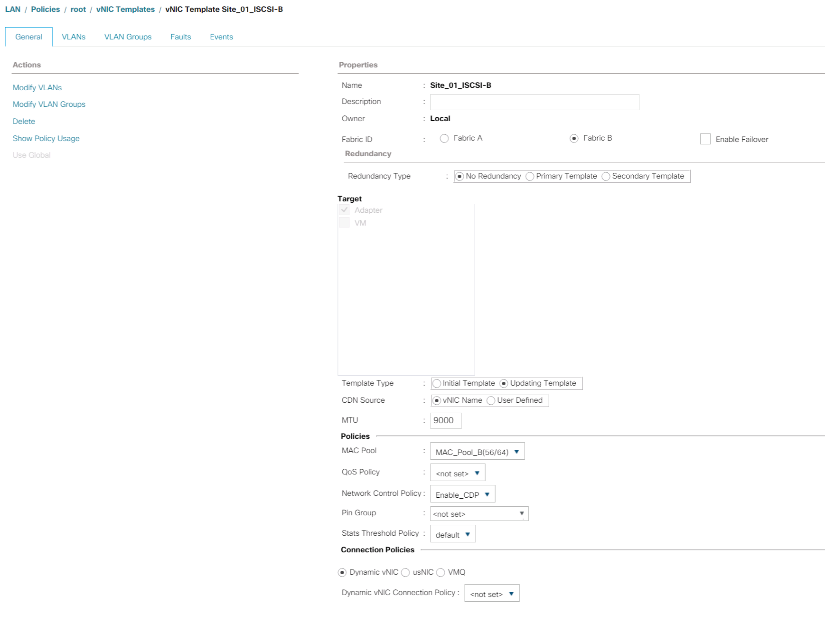 LAN / Policies / root / vNIC Templates / vNIC Template Site_01_ISCSI-B
General VLANs VLAN Groups Faults Events
Actions
Modify VLANs
Modify VLAN Groups
Delete
Show Policy Usage
Use Global
Properties
Name : Site_01_ISCSI-B
Description :
Owner : Local
Fabric ID : Fabric A Fabric B Enable Failover
Redundancy
Redundancy Type : No Redundancy Primary Template Secondary Template
Target
Adapter
VM
Template Type : Initial Template Updating Template
CDN Source : vNIC Name User Defined
MTU : 9000
Policies
MAC Pool : MAC_Pool_B(56/64)
QoS Policy : <not set>
Network Control Policy : Enable_CDP
Pin Group : <not set>
Stats Threshold Policy : default
Connection Policies
Dynamic vNIC usNIC VMQ
Dynamic vNIC Connection Policy : <not set>